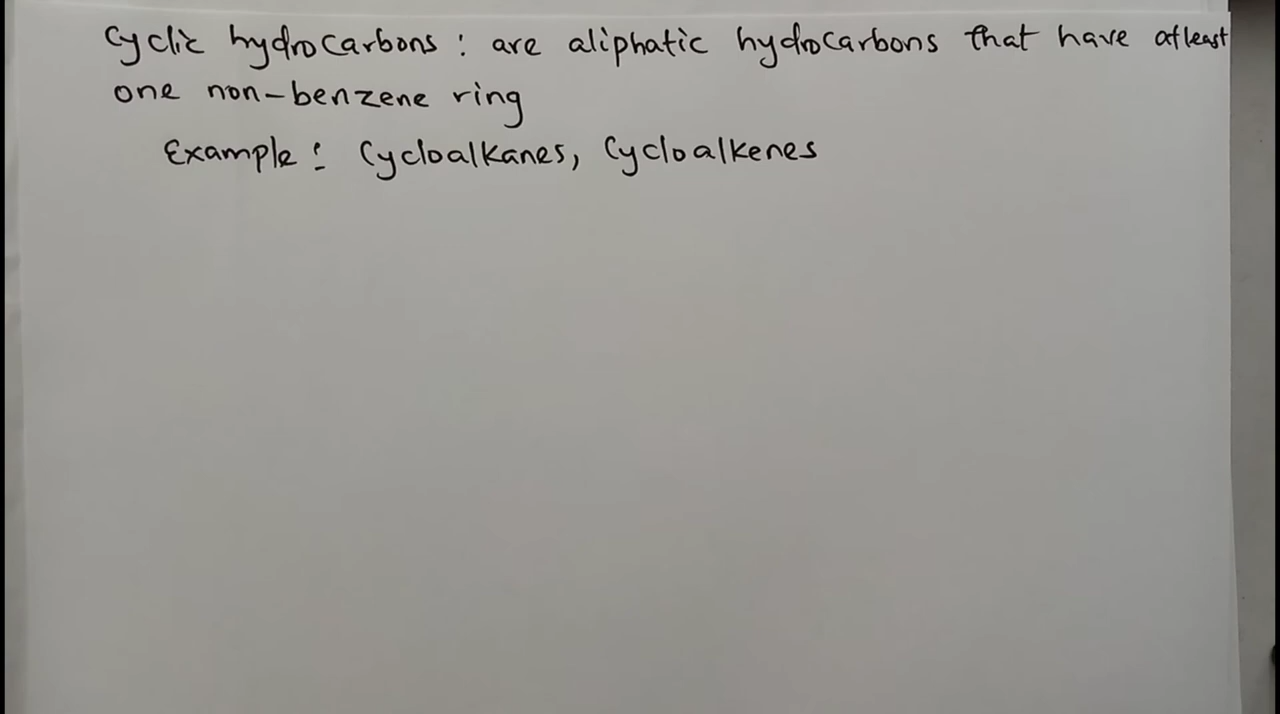 Cyclic hydrocarbons : are aliphatic hydrocarbons that have atleast
one non-benzene ring
Example : Cycloalkanes, Cycloalkenes